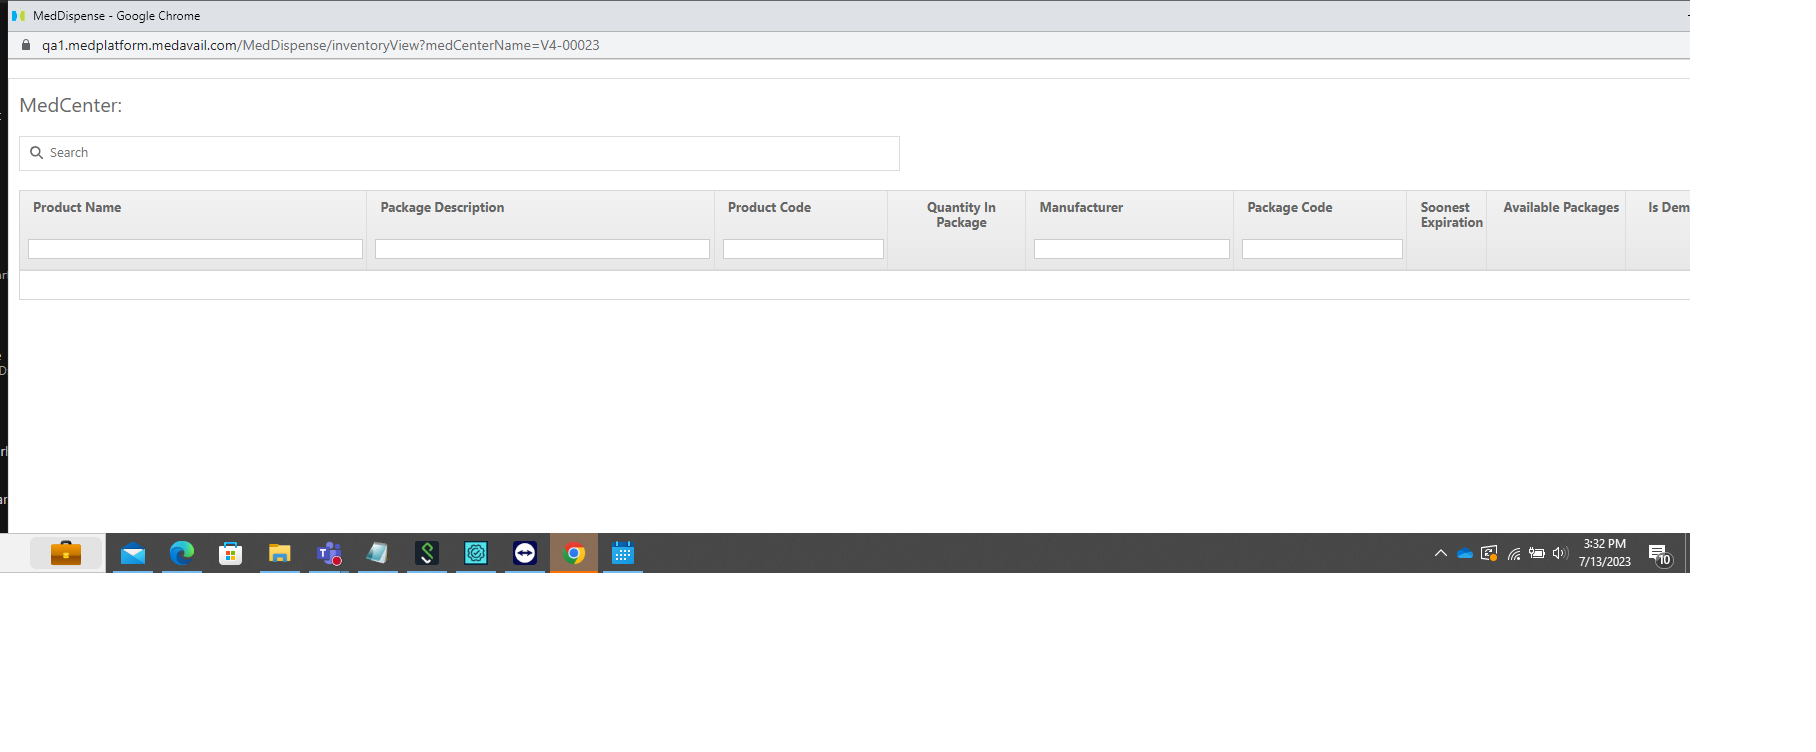 MedDispense - Google Chrome
qa1.medplatform.medavail.com/MedDispense/inventoryView?medCenterName=V4-00023
MedCenter:
Search
Product Name
Package Description
Product Code
Quantity In
Package
Manufacturer
Package Code
Soonest
Expiration
Available Packages
Is Dem
3:32 PM
7/13/2023
10